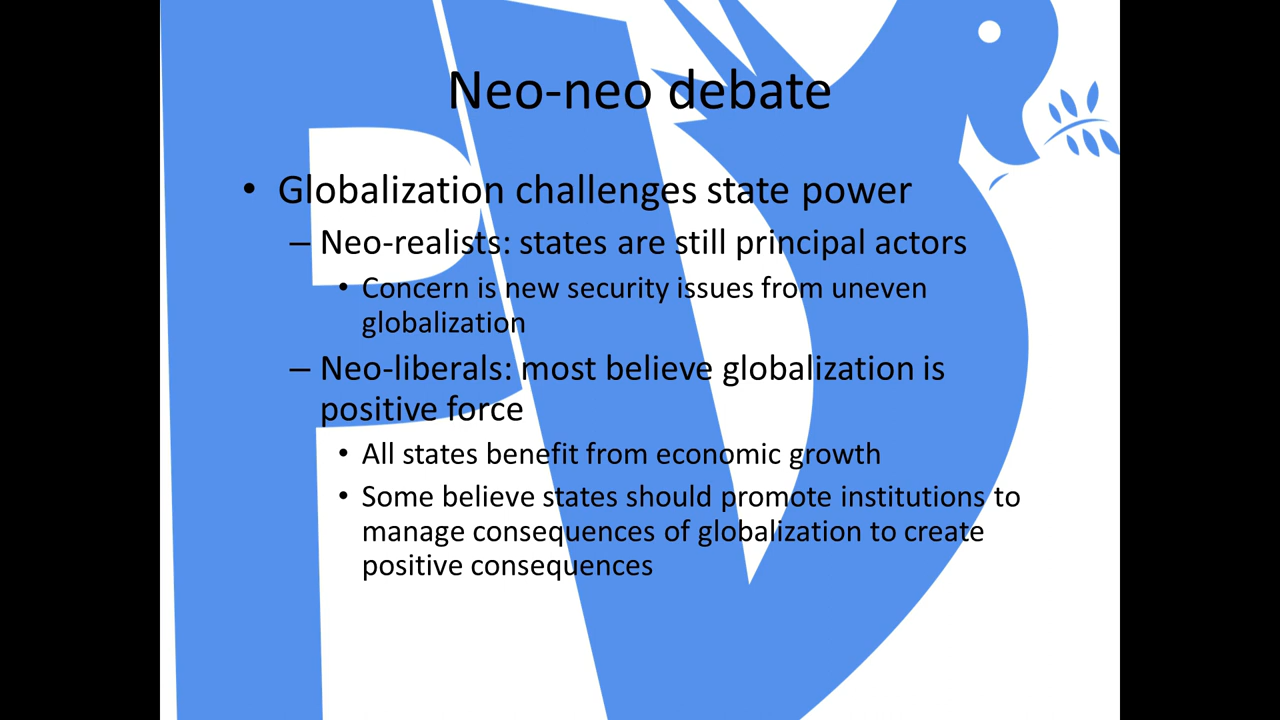 Neo-neo debate
• Globalization challenges state power
– Neo-realists: states are still principal actors
• Concern is new security issues from uneven
globalization
– Neo-liberals: most believe globalization is
positive force
• All states benefit from economic growth
• Some believe states should promote institutions to
manage consequences of globalization to create
positive consequences